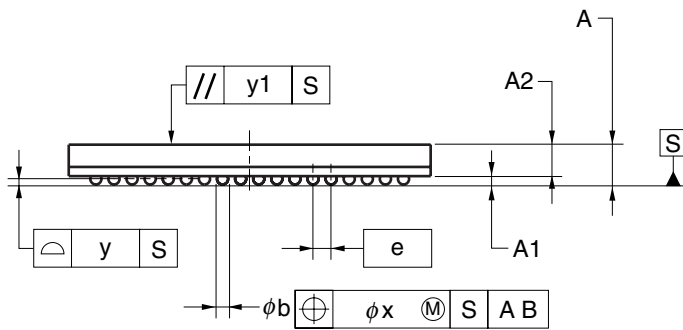 A
A2
// y1 S
S
⌓ y S
A1
e
ϕb ⌖ ϕx Ⓜ S A B